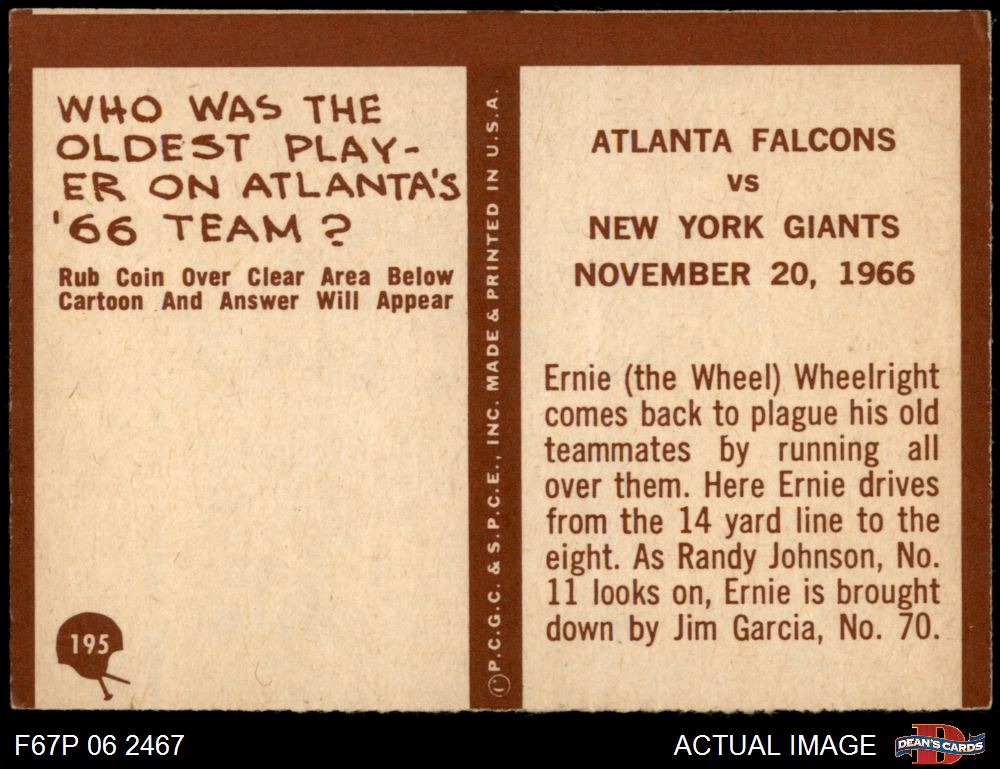 WHO WAS THE
OLDEST PLAY-
ER ON ATLANTA'S
'66 TEAM?
Rub Coin Over Clear Area Below
Cartoon And Answer Will Appear
195
© P.C.G.C. & S.P.C.E., INC. MADE & PRINTED IN U.S.A.
ATLANTA FALCONS
VS
NEW YORK GIANTS
NOVEMBER 20, 1966
Ernie (the Wheel) Wheelright
comes back to plague his old
teammates by running all
over them. Here Ernie drives
from the 14 yard line to the
eight. As Randy Johnson, No.
11 looks on, Ernie is brought
down by Jim Garcia, No. 70.
F67P 06 2467
ACTUAL IMAGE
DEAN'S CARDS